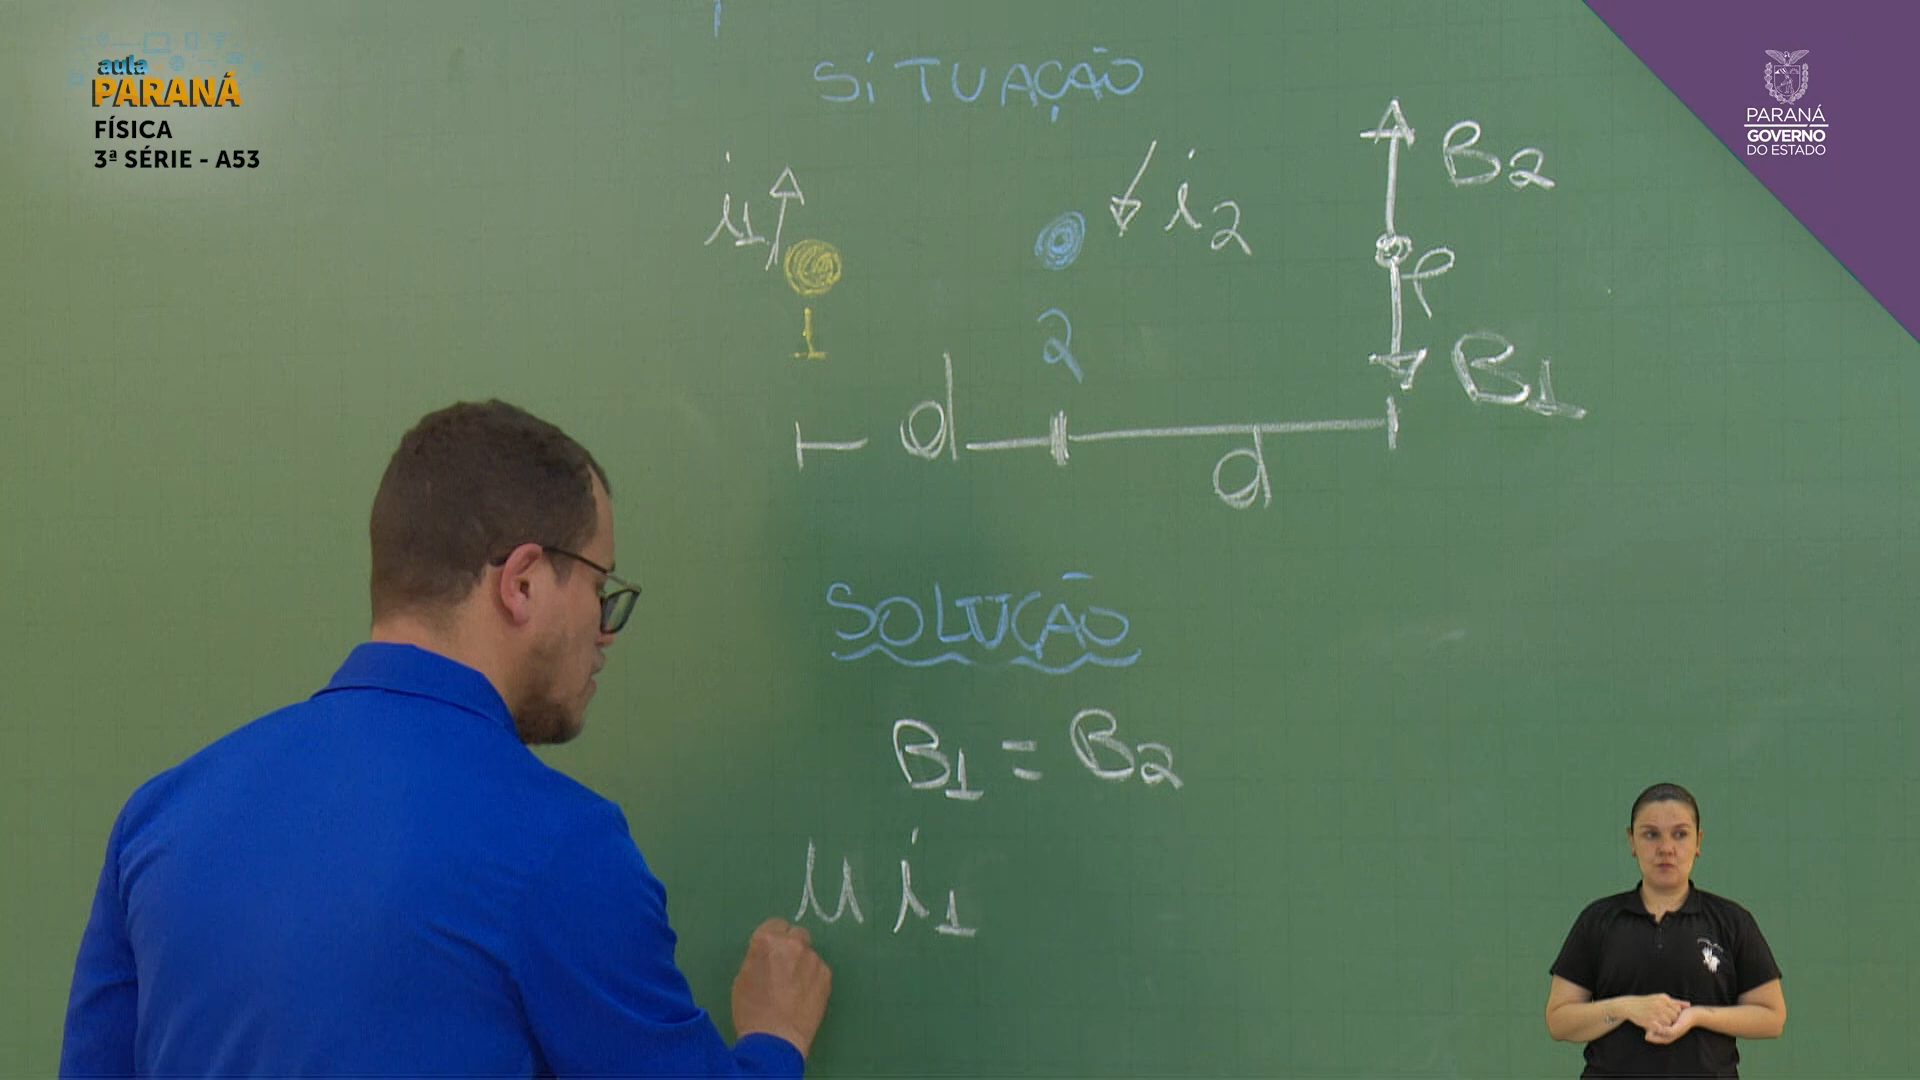 aula
PARANÁ
FÍSICA
3ª SÉRIE - A53
PARANÁ
GOVERNO
DO ESTADO
SITUAÇÃO
i1
i2
B2
P
1
2
B1
d
d
SOLUÇÃO
B1 = B2
μ i1